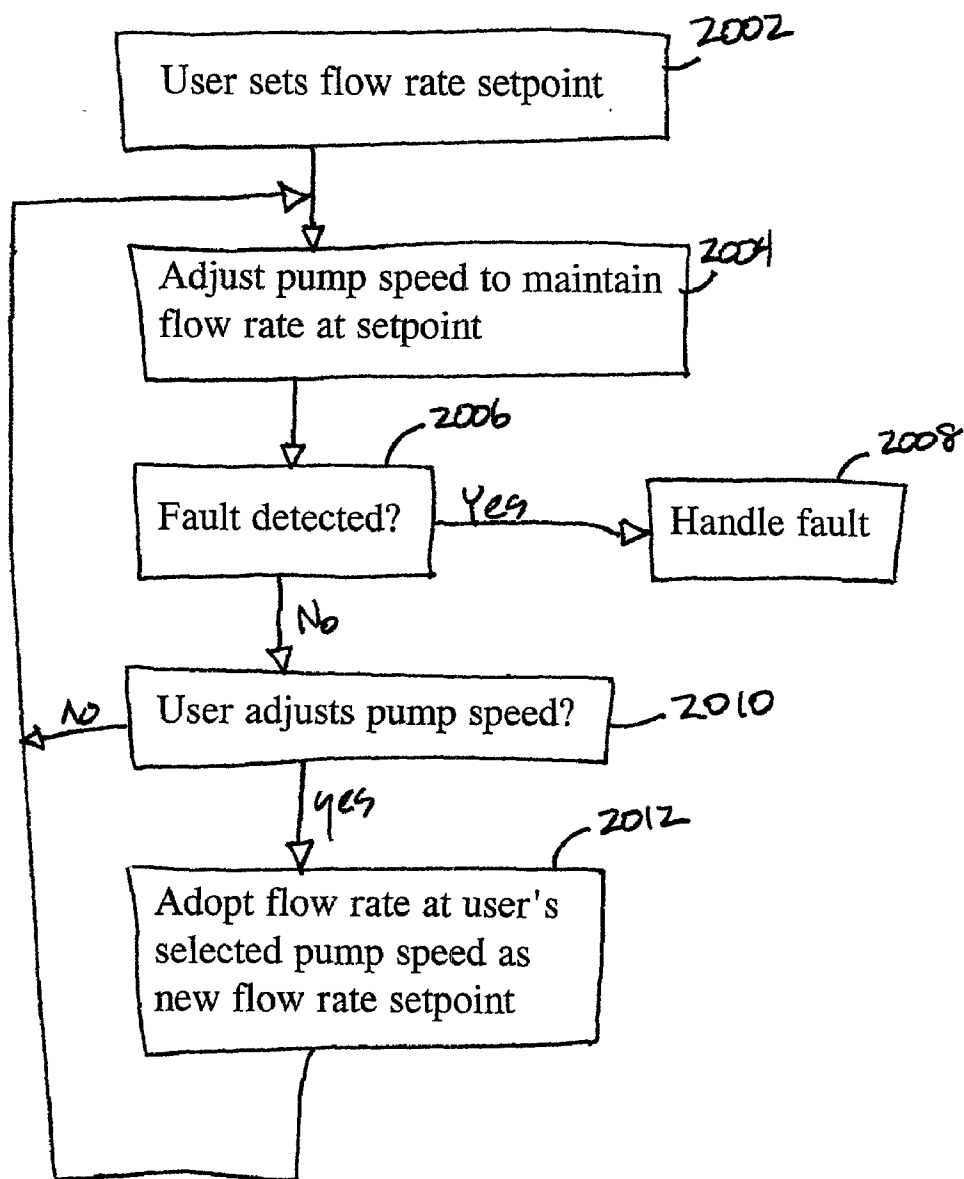 2002
User sets flow rate setpoint
2004
Adjust pump speed to maintain
flow rate at setpoint
2006
2008
Fault detected?
Yes
Handle fault
No
User adjusts pump speed?
2010
No
yes
2012
Adopt flow rate at user's
selected pump speed as
new flow rate setpoint